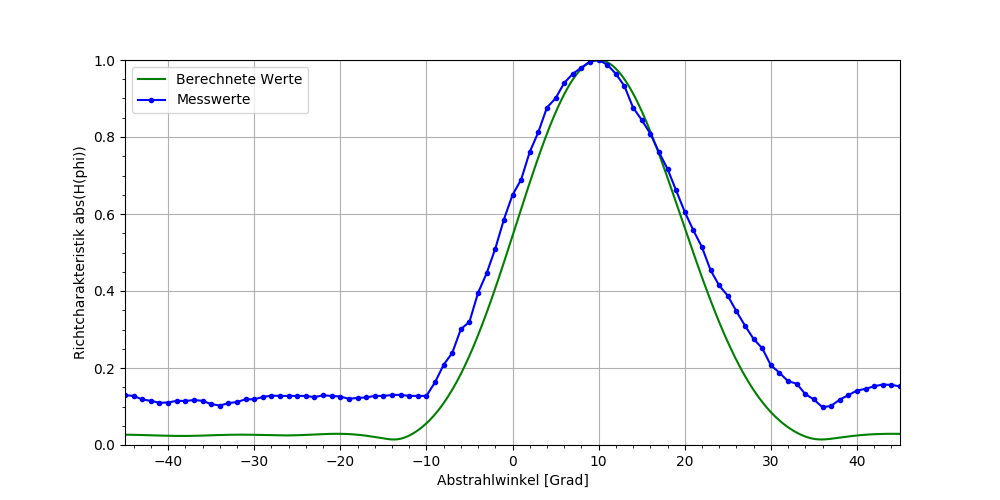 Richtcharakteristik abs(H(phi))
1.0
0.8
0.6
0.4
0.2
0.0
Berechnete Werte
Messwerte
−40 −30 −20 −10 0 10 20 30 40
Abstrahlwinkel [Grad]